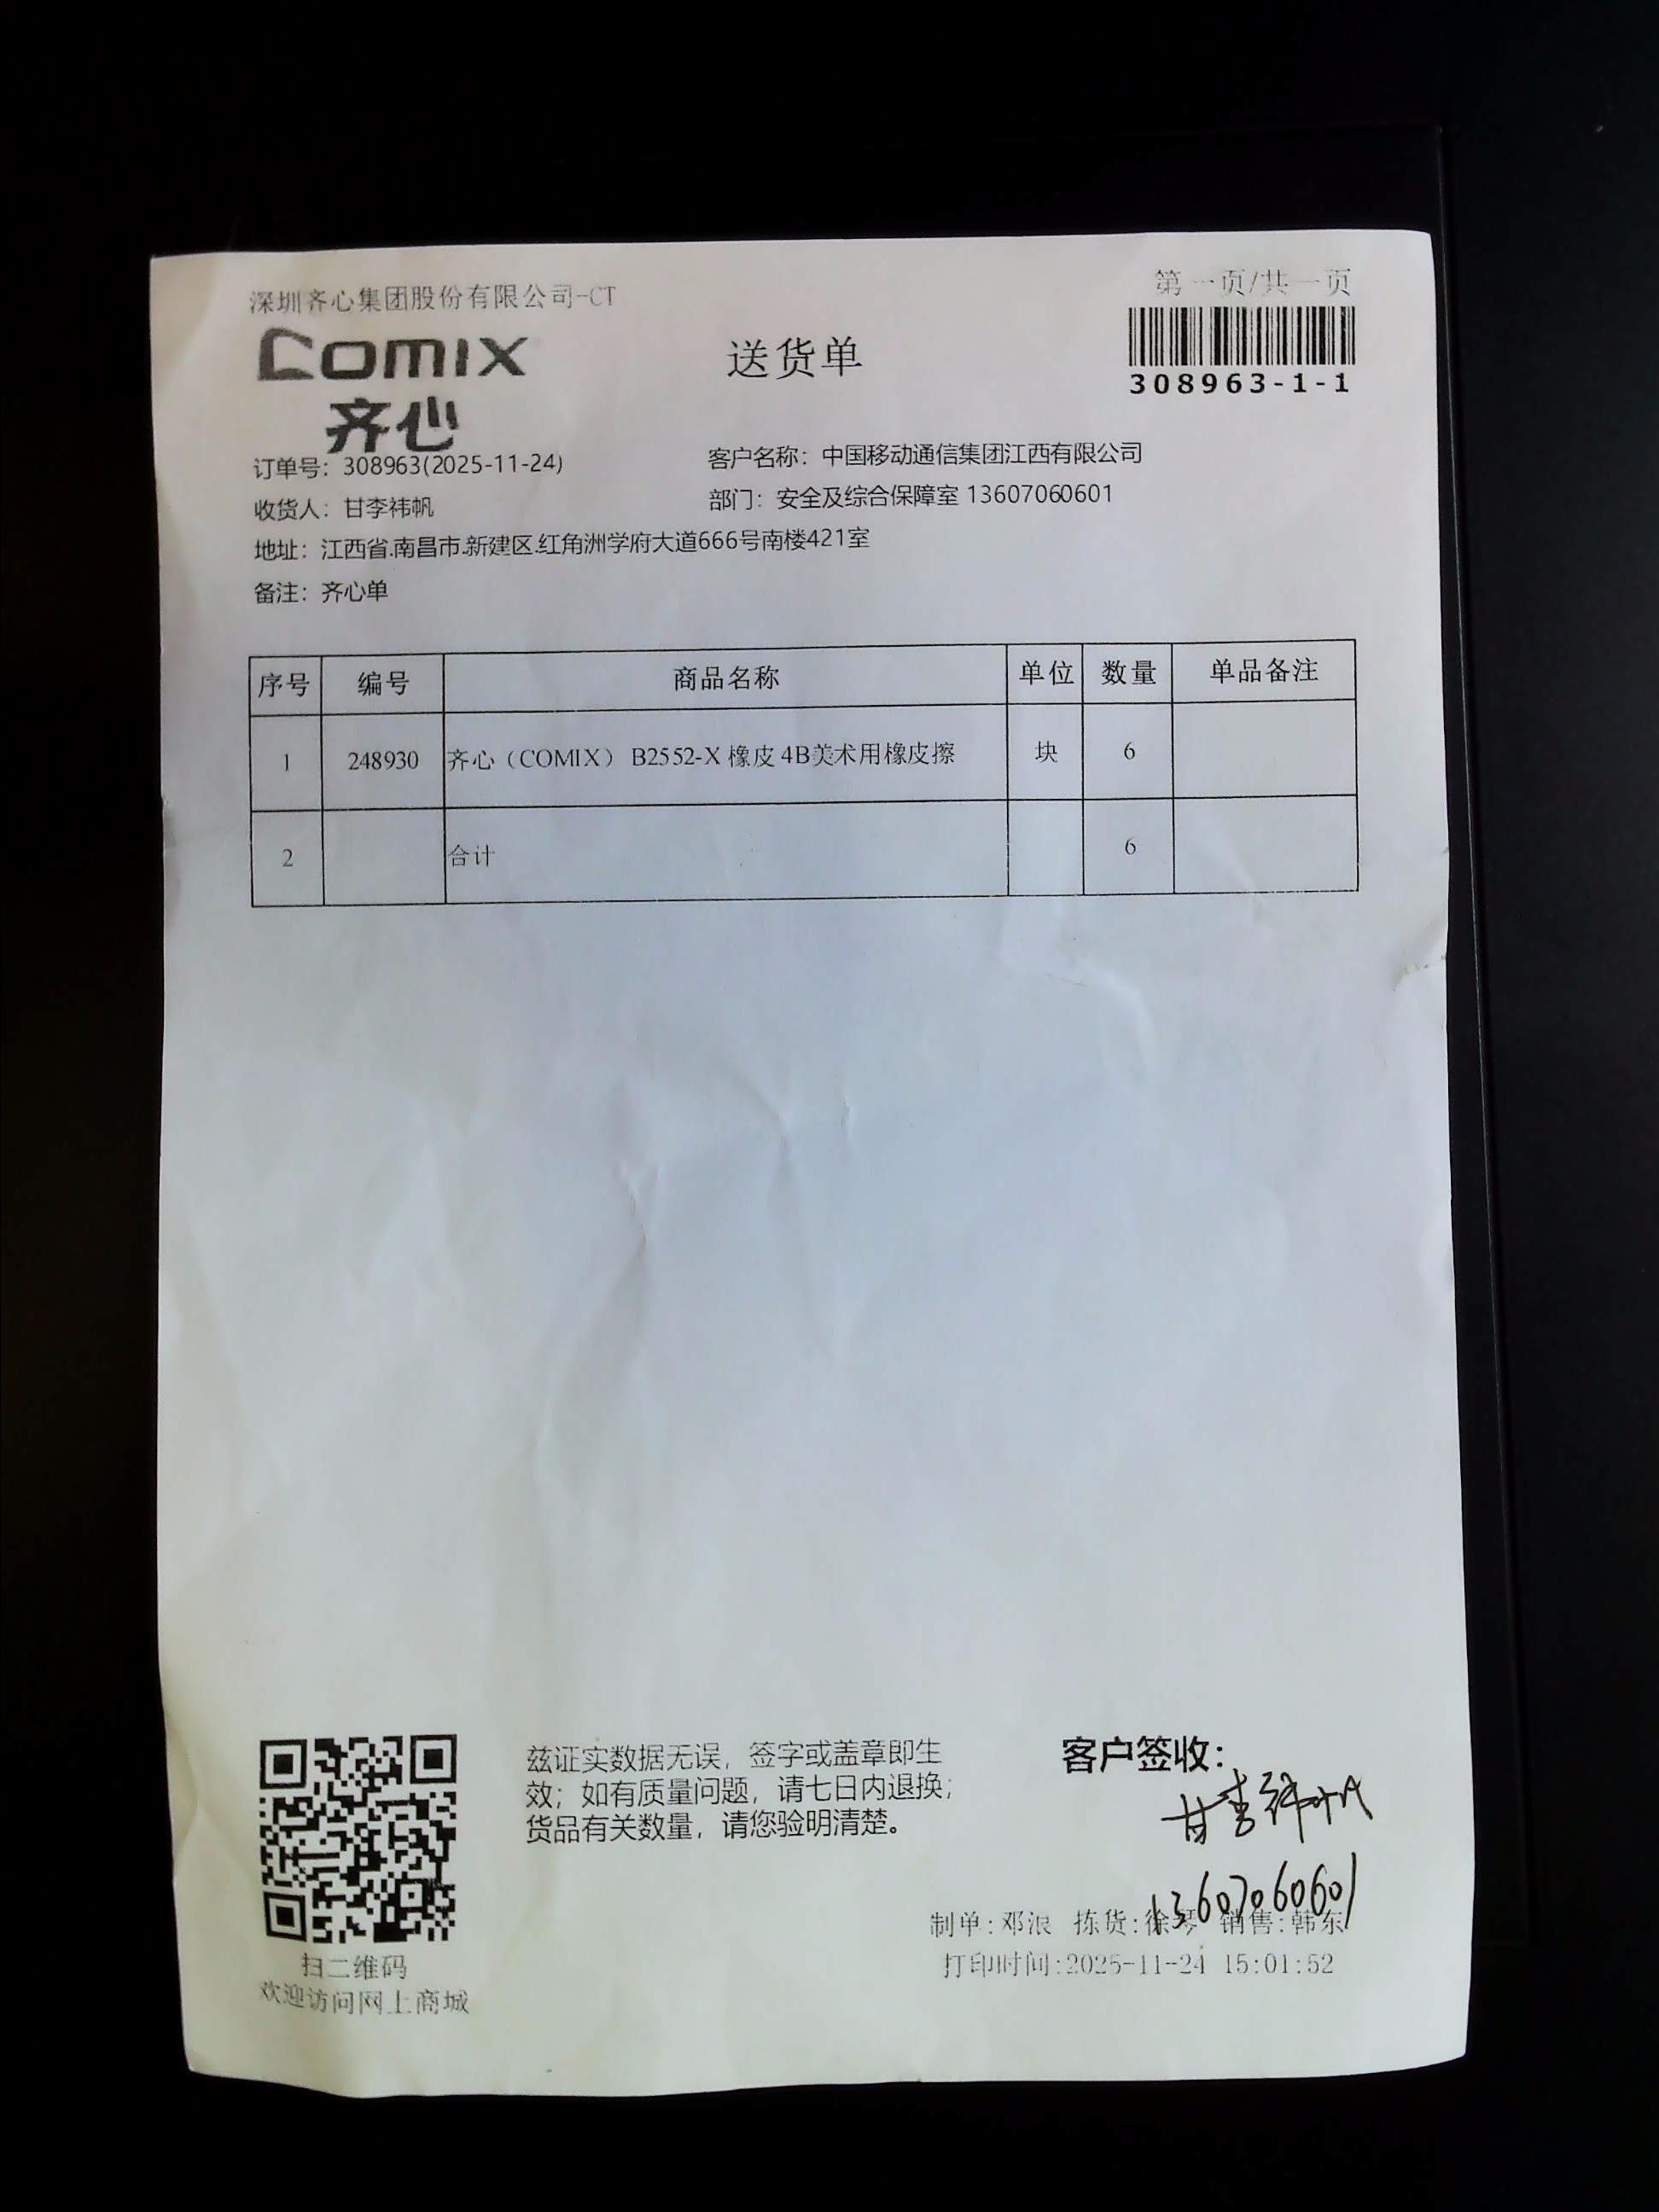 深圳齐心集团股份有限公司-CT
第一页/共一页
COMIX
齐心
送货单
308963-1-1
订单号：308963(2025-11-24)
客户名称：中国移动通信集团江西有限公司
收货人：甘李祎帆
部门：安全及综合保障室 13607060601
地址：江西省.南昌市.新建区.红角洲学府大道666号南楼421室
备注：齐心单
序号 编号 商品名称 单位 数量 单品备注
1 248930 齐心（COMIX） B2552-X 橡皮 4B美术用橡皮擦 块 6
2 合计 6
兹证实数据无误，签字或盖章即生
效；如有质量问题，请七日内退换；
货品有关数量，请您验明清楚。
客户签收：
甘李祎帆
13607060601
制单:邓浪 拣货:徐琴 销售:韩东
打印时间:2025-11-24 15:01:52
扫二维码
欢迎访问网上商城